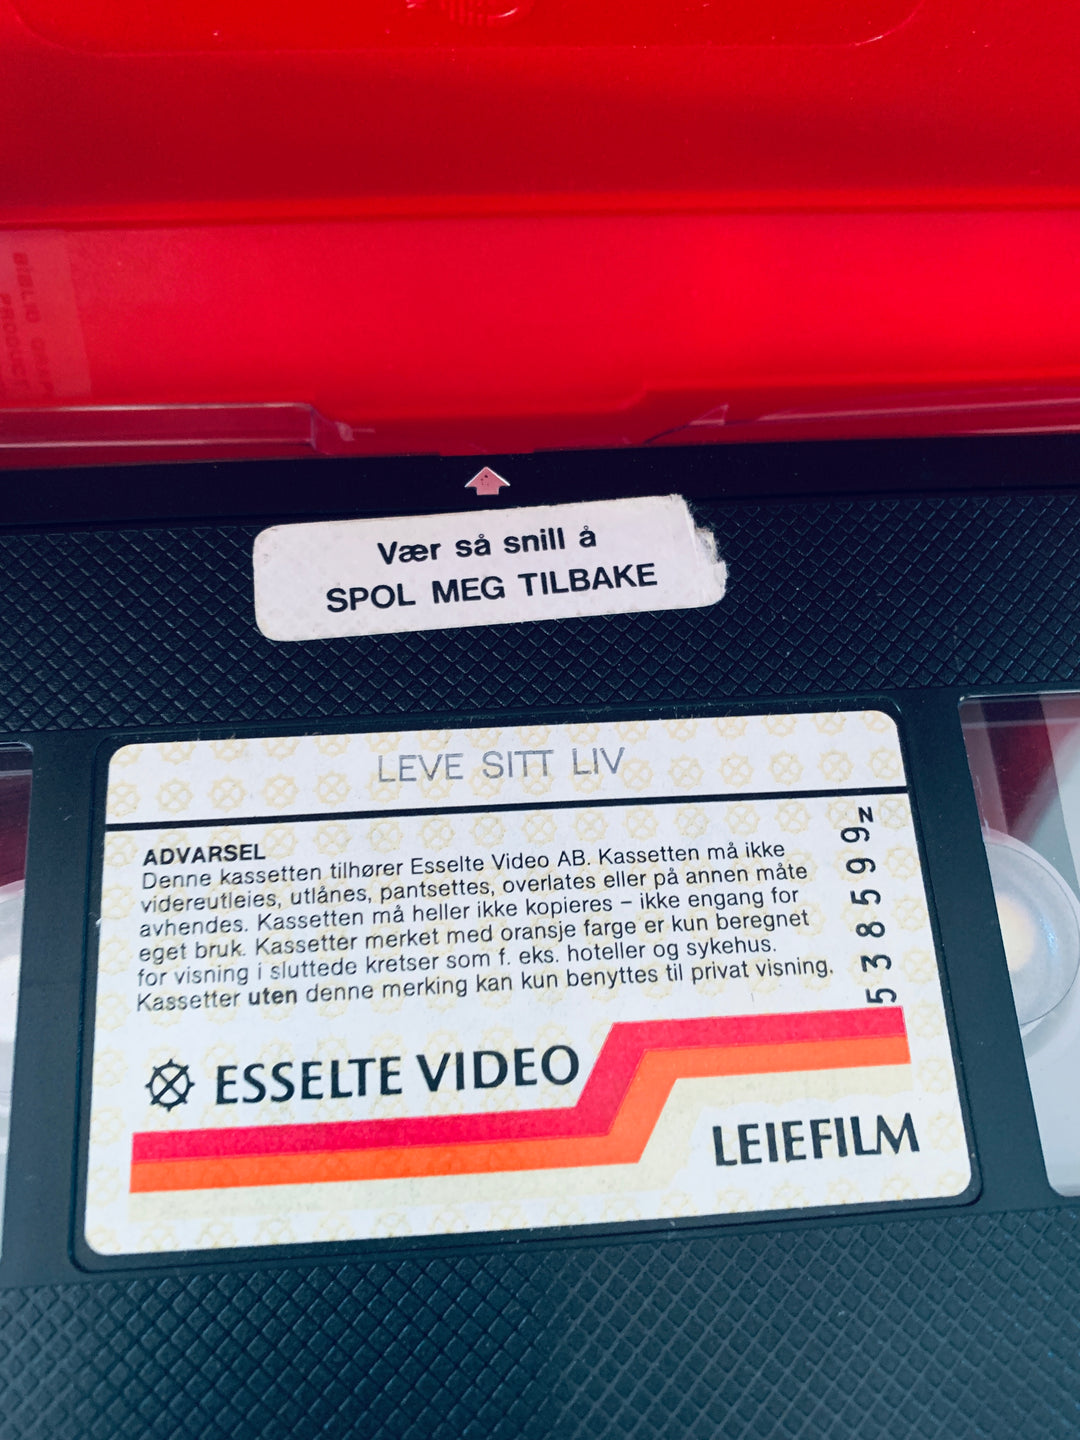 Vær så snill å
SPOL MEG TILBAKE
LEVE SITT LIV
ADVARSEL
Denne kassetten tilhører Esselte Video AB. Kassetten må ikke
videreutleies, utlånes, pantsettes, overlates eller på annen måte
avhendes. Kassetten må heller ikke kopieres – ikke engang for
eget bruk. Kassetter merket med oransje farge er kun beregnet
for visning i sluttede kretser som f. eks. hoteller og sykehus.
Kassetter uten denne merking kan kun benyttes til privat visning.
5385999N
ESSELTE VIDEO
LEIEFILM